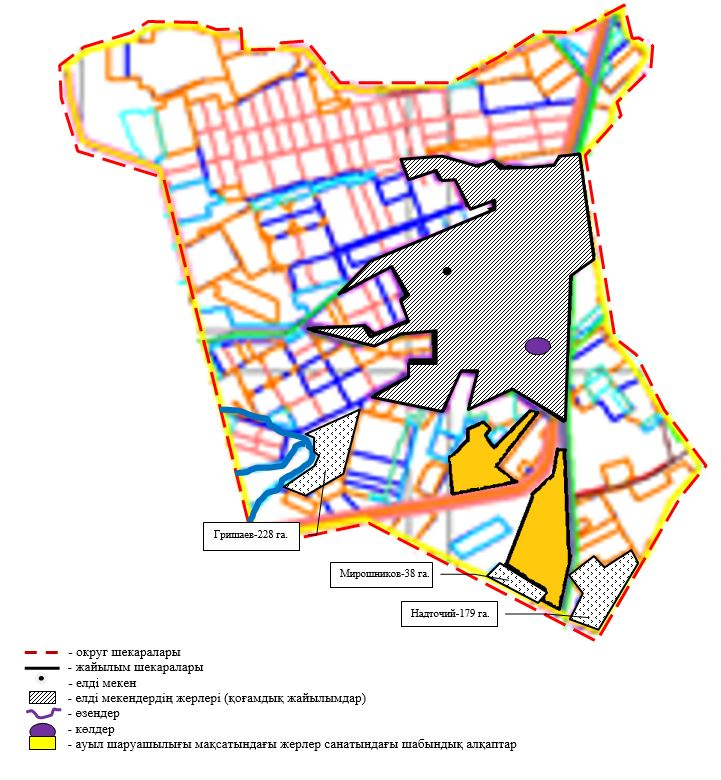 Гришаев-228 га.
Мирошников-38 га.
Надточий-179 га.
- округ шекаралары
- жайылым шекаралары
- елді мекен
- елді мекендердің жерлері (қоғамдық жайылымдар)
- өзендер
- көлдер
- ауыл шаруашылығы мақсатындағы жерлер санатындағы шабындық алқаптар